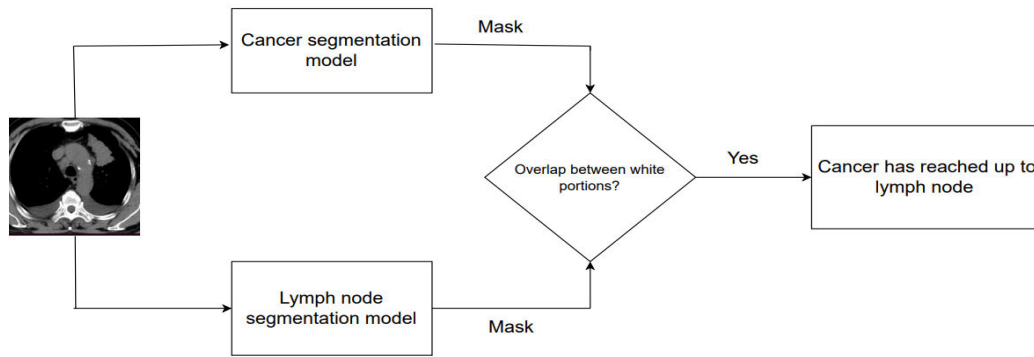 Cancer segmentation
model
Mask
Overlap between white
portions?
Yes
Cancer has reached up to
lymph node
Lymph node
segmentation model
Mask